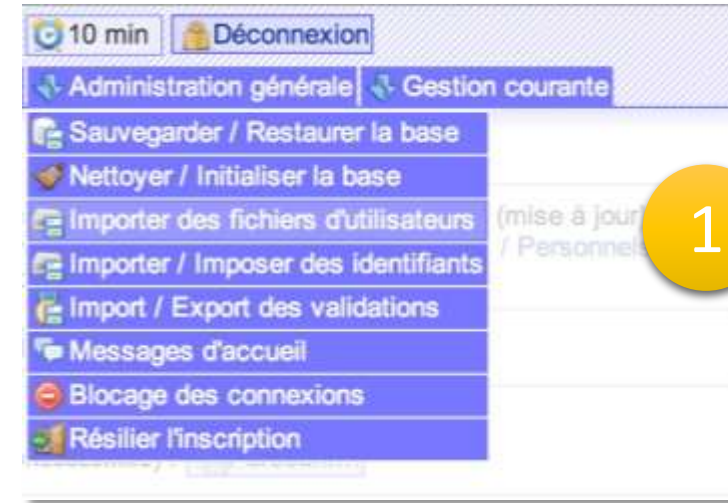 10 min Déconnexion
Administration générale Gestion courante
Sauvegarder / Restaurer la base
Nettoyer / Initialiser la base
Importer des fichiers d'utilisateurs (mise à jour)
Importer / Imposer des identifiants / Personnels
Import / Export des validations
Messages d'accueil
Blocage des connexions
Résilier l'inscription
1